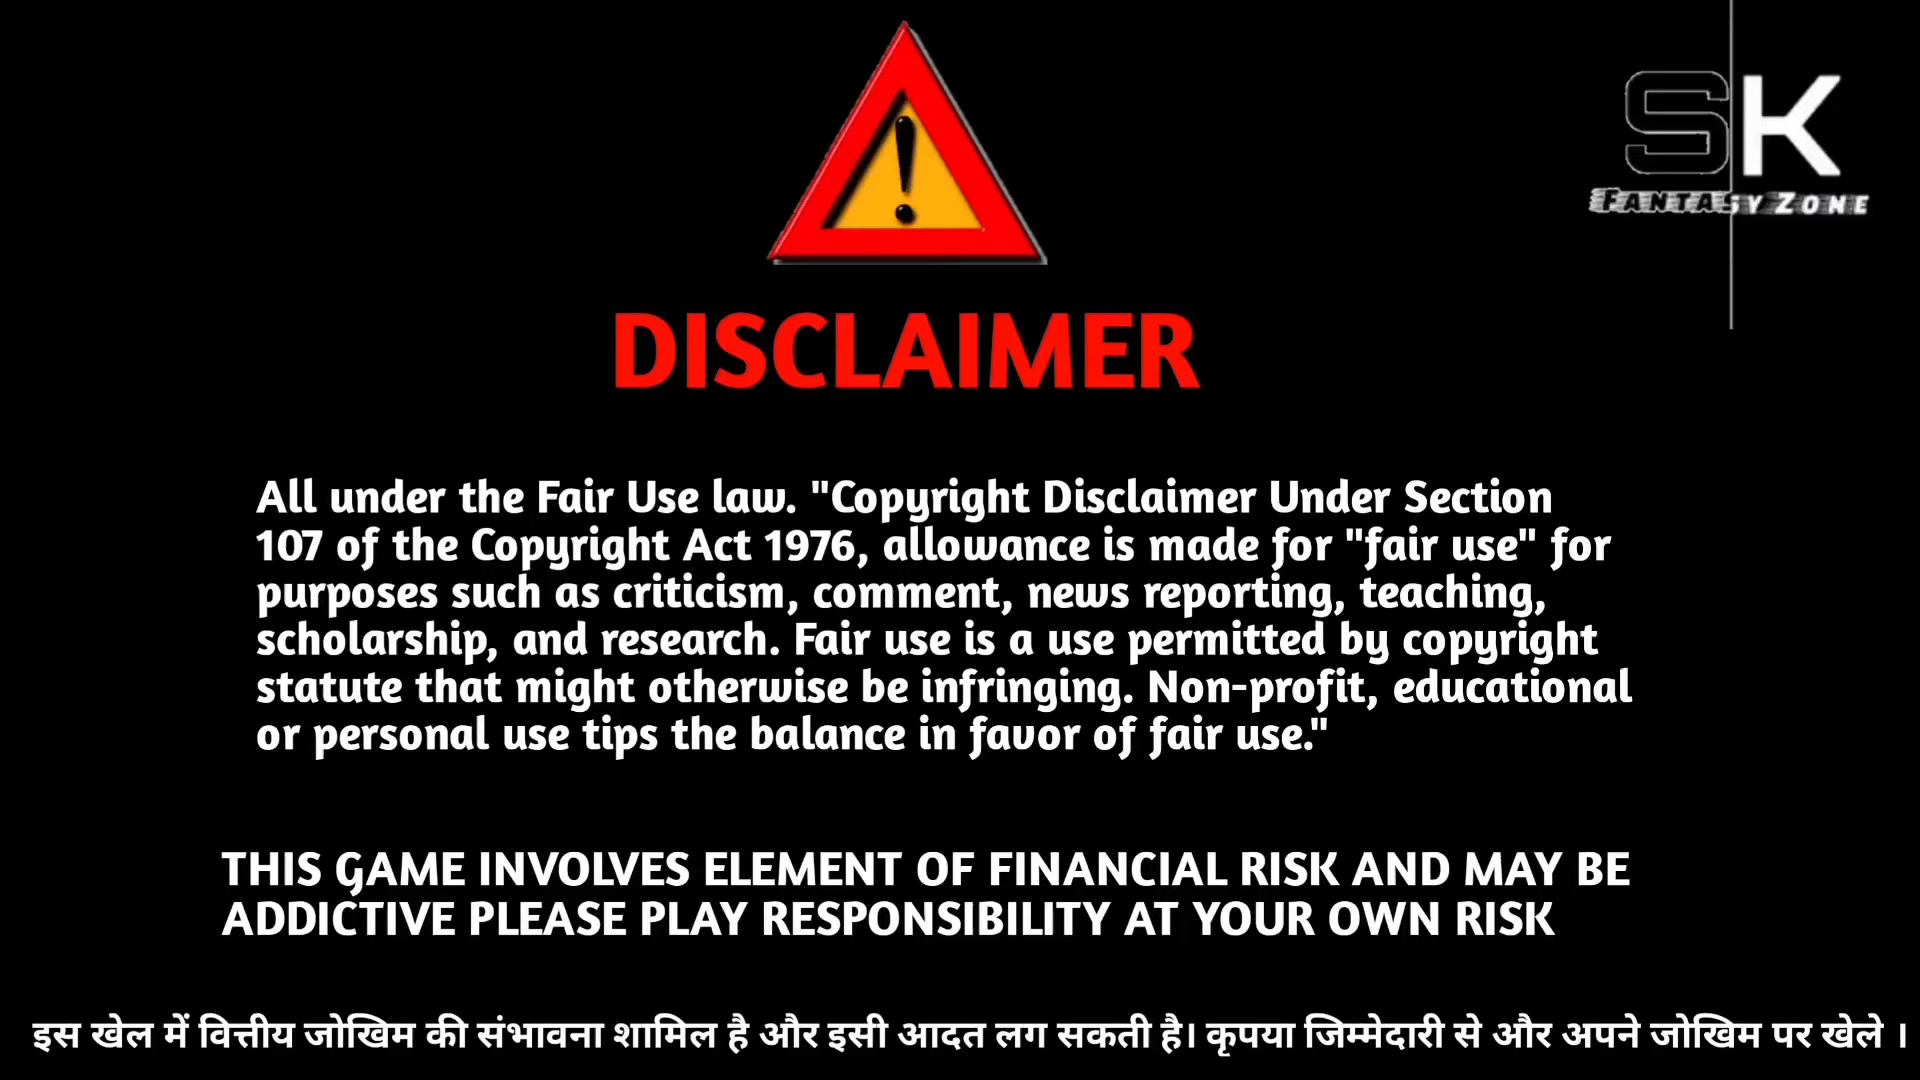 SK
FANTASY ZONE
DISCLAIMER
All under the Fair Use law. "Copyright Disclaimer Under Section
107 of the Copyright Act 1976, allowance is made for "fair use" for
purposes such as criticism, comment, news reporting, teaching,
scholarship, and research. Fair use is a use permitted by copyright
statute that might otherwise be infringing. Non-profit, educational
or personal use tips the balance in favor of fair use."
THIS GAME INVOLVES ELEMENT OF FINANCIAL RISK AND MAY BE
ADDICTIVE PLEASE PLAY RESPONSIBILITY AT YOUR OWN RISK
इस खेल में वित्तीय जोखिम की संभावना शामिल है और इसी आदत लग सकती है। कृपया जिम्मेदारी से और अपने जोखिम पर खेले ।